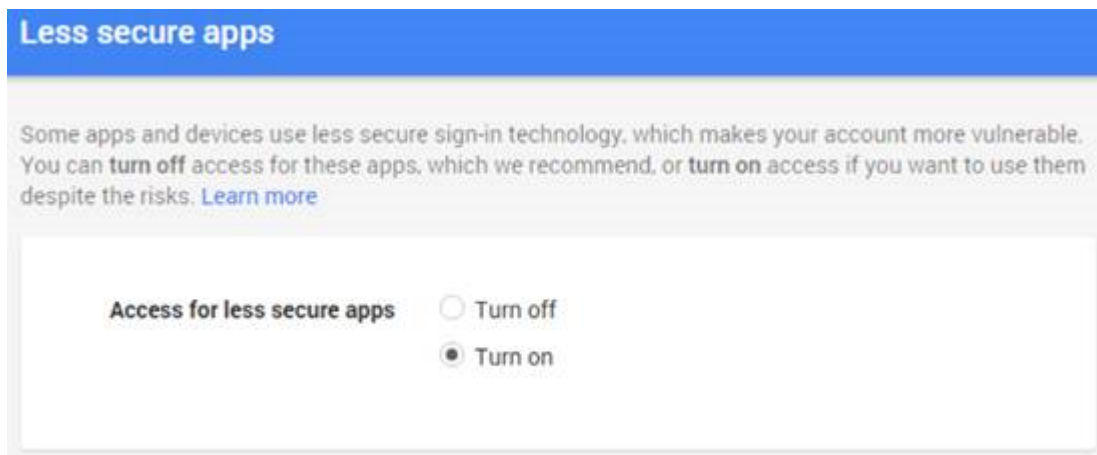 Less secure apps
Some apps and devices use less secure sign-in technology, which makes your account more vulnerable.
You can turn off access for these apps, which we recommend, or turn on access if you want to use them
despite the risks. Learn more
Access for less secure apps Turn off
Turn on